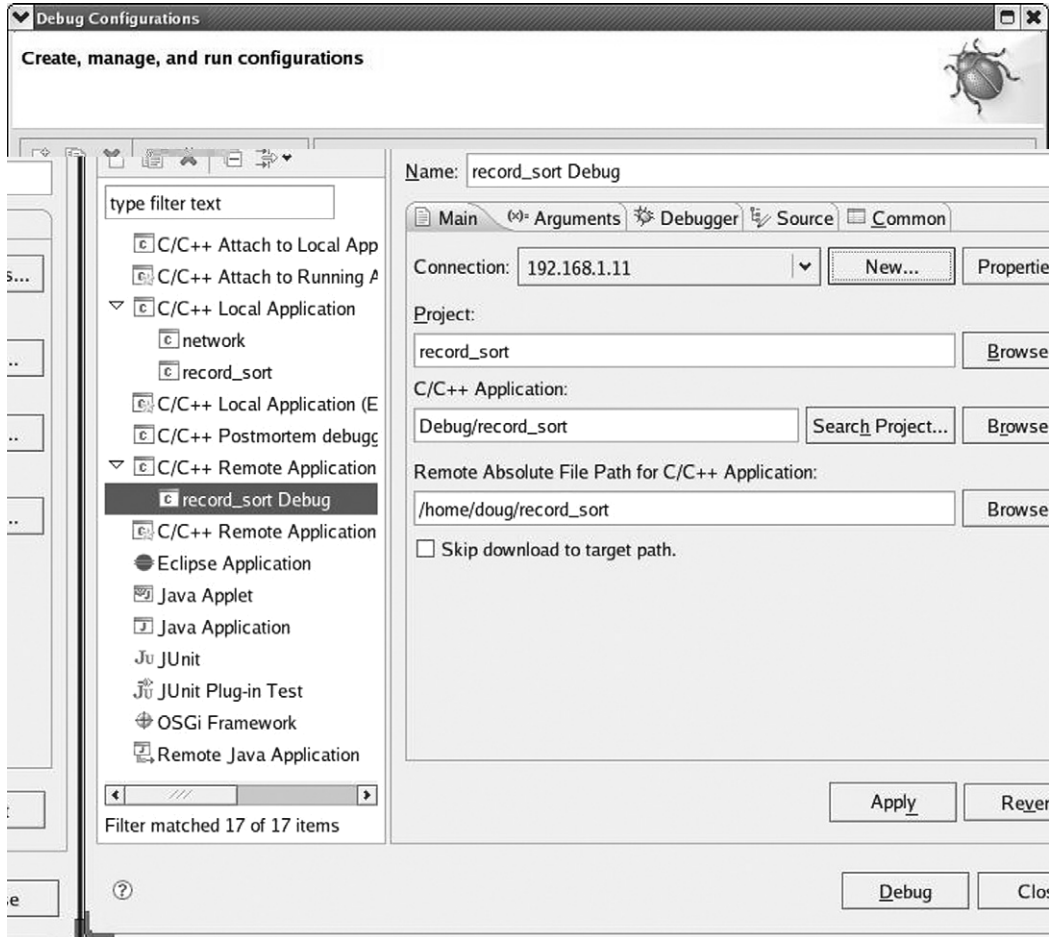 Debug Configurations
Create, manage, and run configurations
Name: record_sort Debug
type filter text
Main (x)= Arguments Debugger Source Common
C/C++ Attach to Local App
C/C++ Attach to Running A
C/C++ Local Application
network
record_sort
C/C++ Local Application (E
C/C++ Postmortem debugg
C/C++ Remote Application
record_sort Debug
C/C++ Remote Application
Eclipse Application
Java Applet
Java Application
Ju JUnit
JUnit Plug-in Test
OSGi Framework
Remote Java Application
Filter matched 17 of 17 items
Connection: 192.168.1.11 New... Propertie
Project:
record_sort Browse
C/C++ Application:
Debug/record_sort Search Project... Browse
Remote Absolute File Path for C/C++ Application:
/home/doug/record_sort Browse
Skip download to target path.
Apply Rever
Debug Clos
s...
..
..
..
e